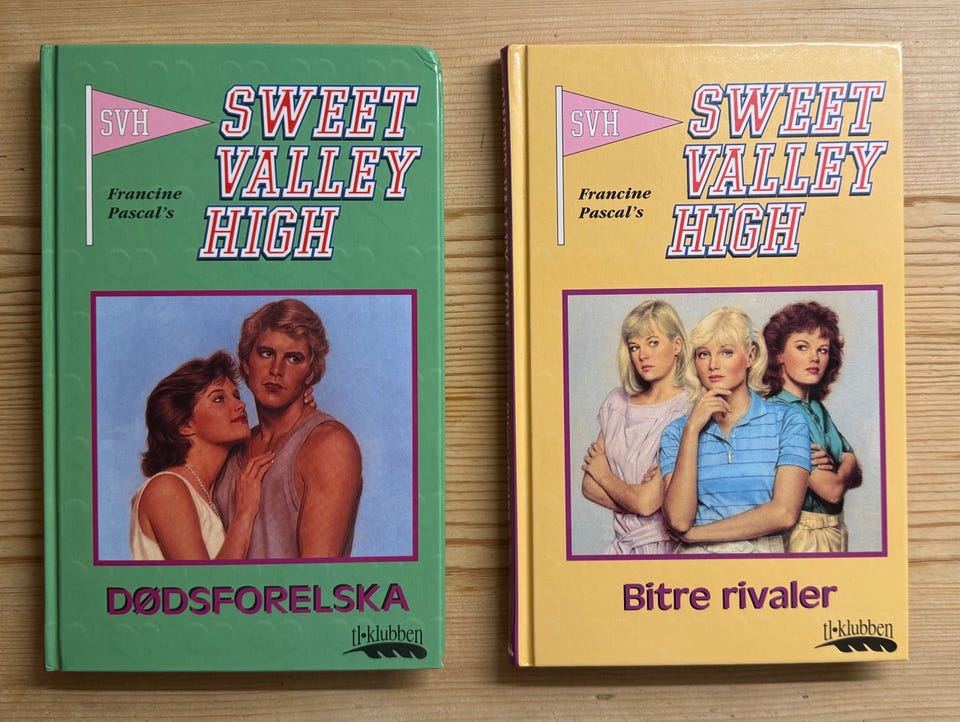 SVH
SWEET
VALLEY
HIGH
Francine
Pascal's
DØDSFORELSKA
tl•klubben
SVH
SWEET
VALLEY
HIGH
Francine
Pascal's
Bitre rivaler
tl•klubben